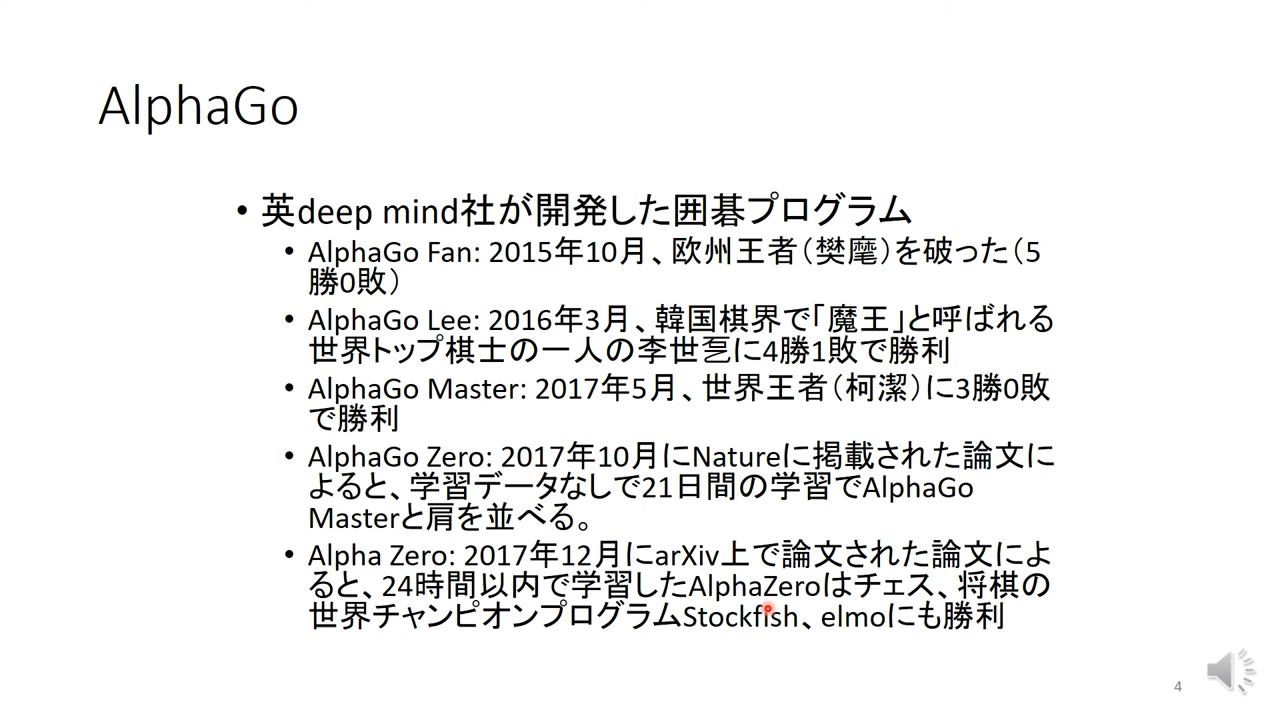 AlphaGo
• 英deep mind社が開発した囲碁プログラム
• AlphaGo Fan: 2015年10月、欧州王者（樊麾）を破った（5
勝0敗）
• AlphaGo Lee: 2016年3月、韓国棋界で「魔王」と呼ばれる
世界トップ棋士の一人の李世乭に4勝1敗で勝利
• AlphaGo Master: 2017年5月、世界王者（柯潔）に3勝0敗
で勝利
• AlphaGo Zero: 2017年10月にNatureに掲載された論文に
よると、学習データなしで21日間の学習でAlphaGo
Masterと肩を並べる。
• Alpha Zero: 2017年12月にarXiv上で論文された論文によ
ると、24時間以内で学習したAlphaZeroはチェス、将棋の
世界チャンピオンプログラムStockfish、elmoにも勝利
4